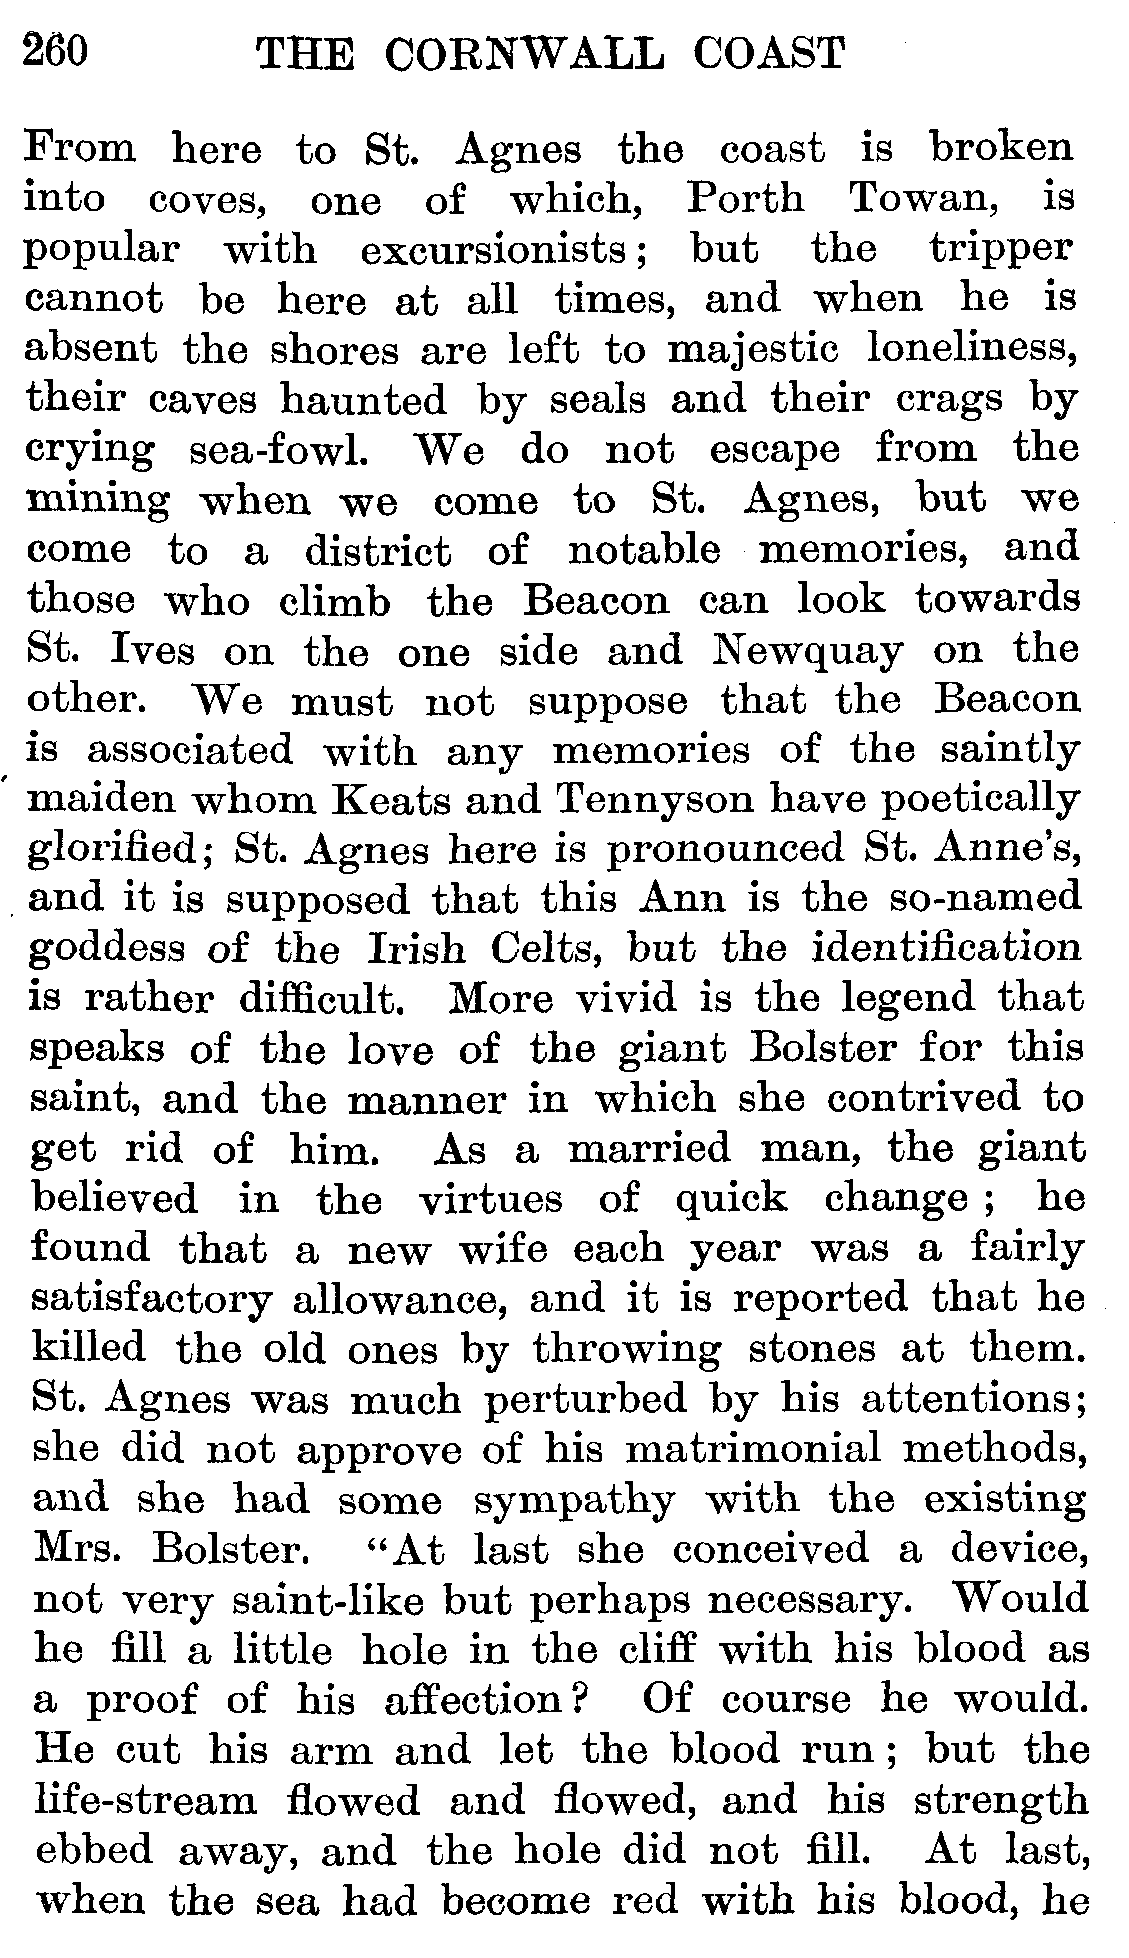 260 THE CORNWALL COAST
From here to St. Agnes the coast is broken
into coves, one of which, Porth Towan, is
popular with excursionists; but the tripper
cannot be here at all times, and when he is
absent the shores are left to majestic loneliness,
their caves haunted by seals and their crags by
crying sea-fowl. We do not escape from the
mining when we come to St. Agnes, but we
come to a district of notable memories, and
those who climb the Beacon can look towards
St. Ives on the one side and Newquay on the
other. We must not suppose that the Beacon
is associated with any memories of the saintly
maiden whom Keats and Tennyson have poetically
glorified; St. Agnes here is pronounced St. Anne's,
and it is supposed that this Ann is the so-named
goddess of the Irish Celts, but the identification
is rather difficult. More vivid is the legend that
speaks of the love of the giant Bolster for this
saint, and the manner in which she contrived to
get rid of him. As a married man, the giant
believed in the virtues of quick change; he
found that a new wife each year was a fairly
satisfactory allowance, and it is reported that he
killed the old ones by throwing stones at them.
St. Agnes was much perturbed by his attentions;
she did not approve of his matrimonial methods,
and she had some sympathy with the existing
Mrs. Bolster. "At last she conceived a device,
not very saint-like but perhaps necessary. Would
he fill a little hole in the cliff with his blood as
a proof of his affection? Of course he would.
He cut his arm and let the blood run; but the
life-stream flowed and flowed, and his strength
ebbed away, and the hole did not fill. At last,
when the sea had become red with his blood, he